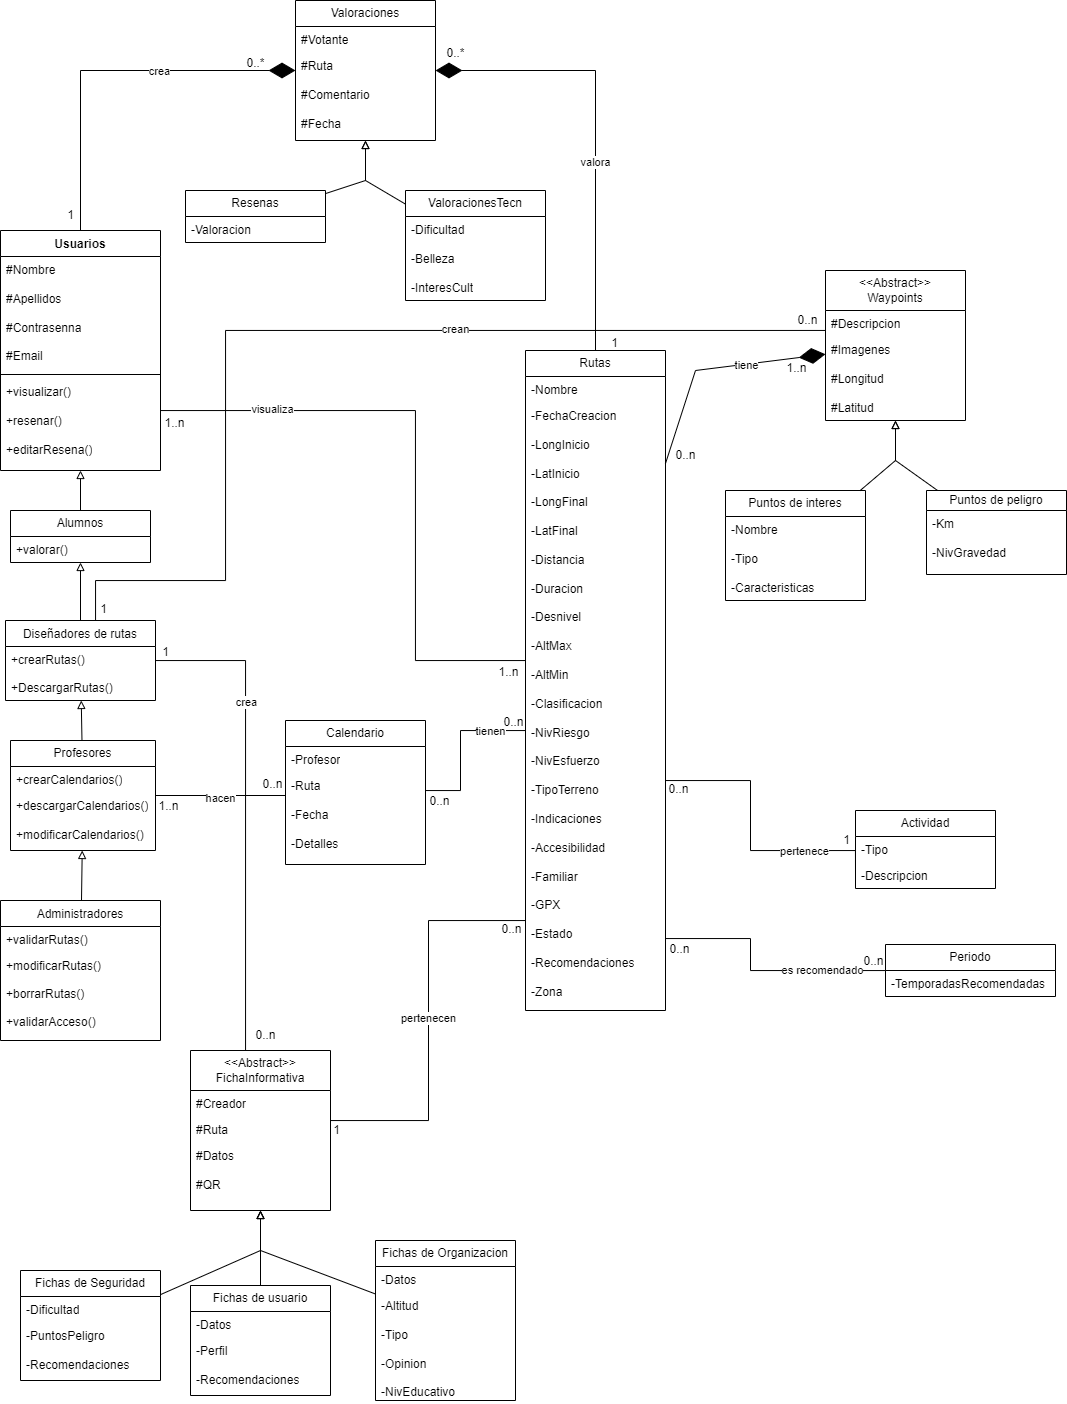 Valoraciones
#Votante
#Ruta
#Comentario
#Fecha
0..*
0..*
crea
valora
1
1
Resenas
-Valoracion
ValoracionesTecn
-Dificultad
-Belleza
-InteresCult
Usuarios
#Nombre
#Apellidos
#Contrasenna
#Email
+visualizar()
+resenar()
+editarResena()
<<Abstract>>
Waypoints
#Descripcion
#Imagenes
#Longitud
#Latitud
crean
0..n
tiene
1..n
0..n
visualiza
1..n
1..n
Puntos de interes
-Nombre
-Tipo
-Caracteristicas
Puntos de peligro
-Km
-NivGravedad
Rutas
-Nombre
-FechaCreacion
-LongInicio
-LatInicio
-LongFinal
-LatFinal
-Distancia
-Duracion
-Desnivel
-AltMax
-AltMin
-Clasificacion
-NivRiesgo
-NivEsfuerzo
-TipoTerreno
-Indicaciones
-Accesibilidad
-Familiar
-GPX
-Estado
-Recomendaciones
-Zona
Alumnos
+valorar()
1
Diseñadores de rutas
+crearRutas()
+DescargarRutas()
1
crea
Profesores
+crearCalendarios()
+descargarCalendarios()
+modificarCalendarios()
1..n
hacen
0..n
Calendario
-Profesor
-Ruta
-Fecha
-Detalles
0..n
tienen
0..n
0..n
pertenece
1
Actividad
-Tipo
-Descripcion
Administradores
+validarRutas()
+modificarRutas()
+borrarRutas()
+validarAcceso()
0..n
es recomendado
0..n
Periodo
-TemporadasRecomendadas
0..n
pertenecen
1
0..n
<<Abstract>>
FichaInformativa
#Creador
#Ruta
#Datos
#QR
Fichas de Seguridad
-Dificultad
-PuntosPeligro
-Recomendaciones
Fichas de usuario
-Datos
-Perfil
-Recomendaciones
Fichas de Organizacion
-Datos
-Altitud
-Tipo
-Opinion
-NivEducativo